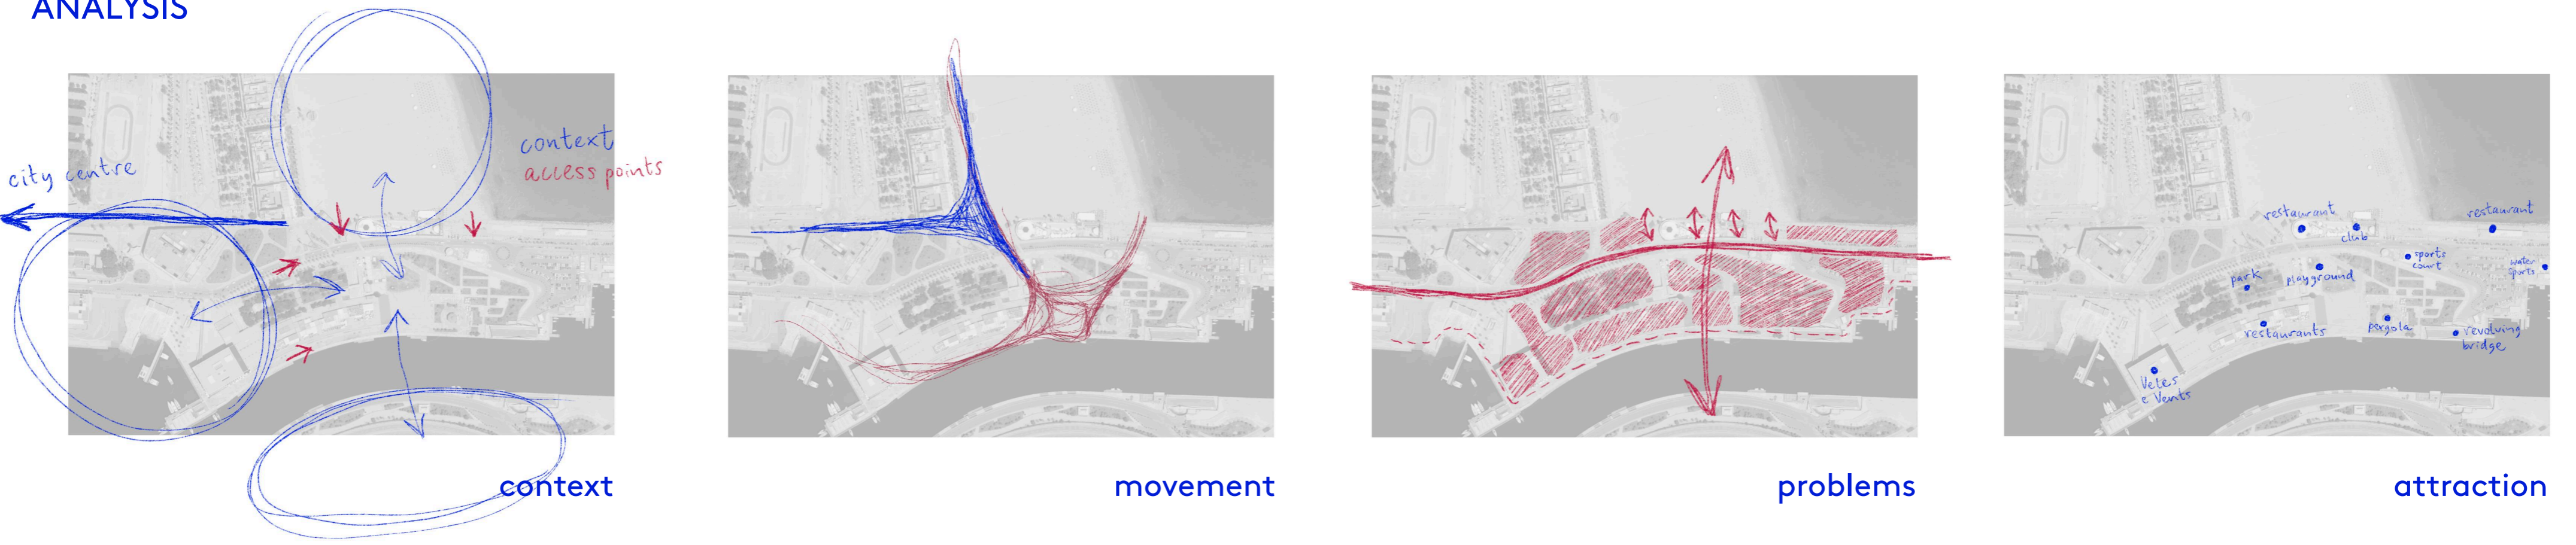 ANALYSIS
city centre
context
access points
context
movement
problems
restaurant
club
restaurant
sports
court
water
sports
park
playground
restaurants
pergola
revolving
bridge
Veles
e Vents
attraction